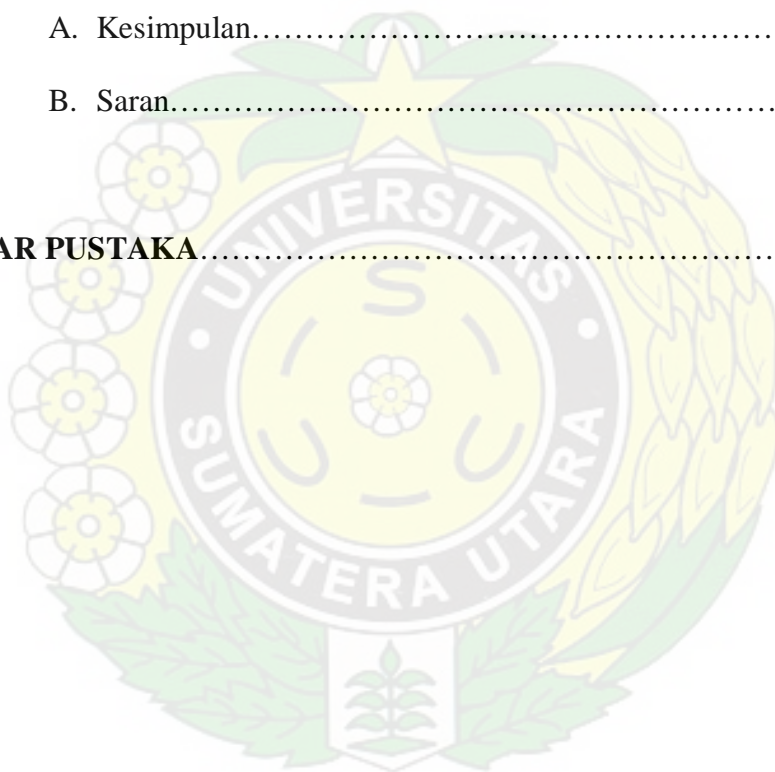 A. Kesimpulan……………………………………………
B. Saran…………………………………………………
AR PUSTAKA………………………………………………
UNIVERSITAS
S
U U
SUMATERA UTARA